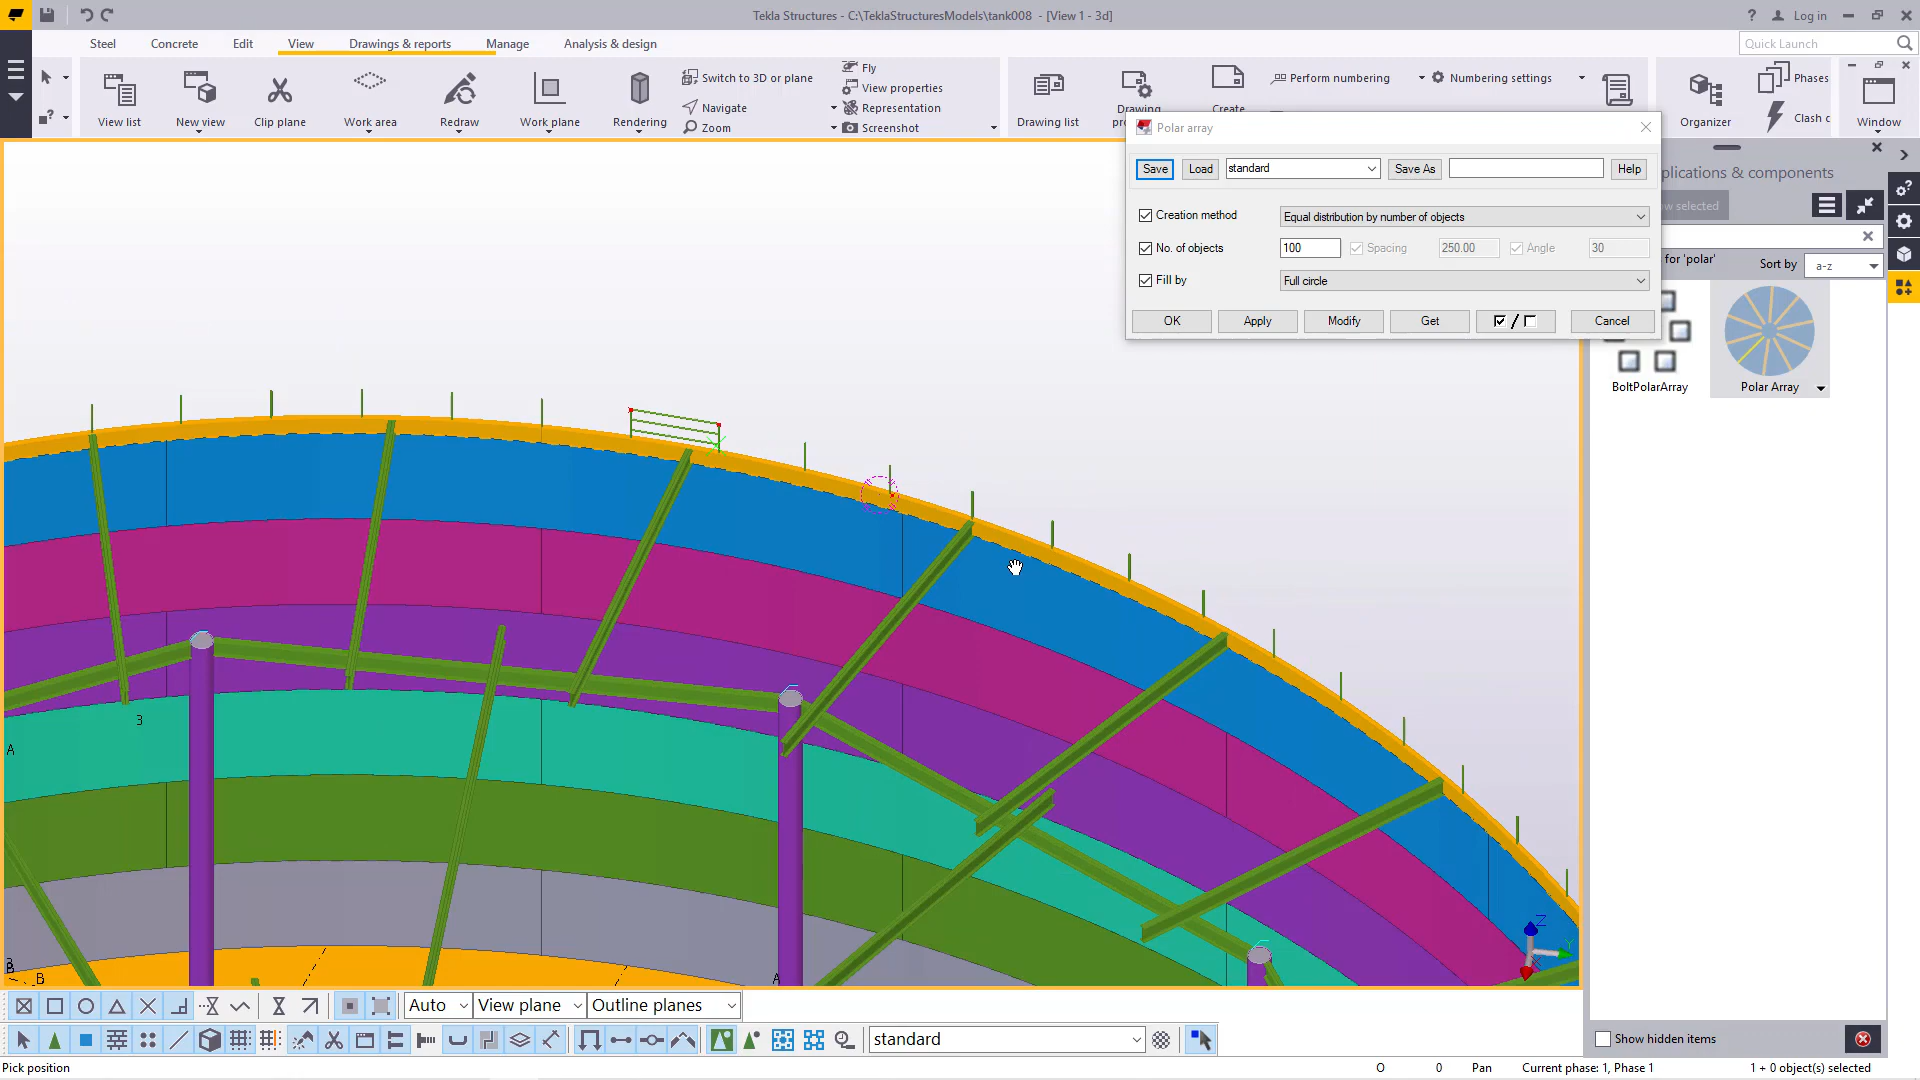 Tekla Structures - C:\TeklaStructuresModels\tank008 - [View 1 - 3d]
? Log in
Steel Concrete Edit View Drawings & reports Manage Analysis & design
Quick Launch
View list
New view
Clip plane
Work area
Redraw
Work plane
Rendering
Switch to 3D or plane
Navigate
Zoom
Fly
View properties
Representation
Screenshot
Drawing list
Drawing
Create
Perform numbering
Numbering settings
Organizer
Phases
Clash c
Window
Polar array
Save Load standard Save As Help
Creation method Equal distribution by number of objects
No. of objects 100 Spacing 250.00 Angle 30
Fill by Full circle
OK Apply Modify Get / Cancel
plications & components
w selected
for 'polar' Sort by a-z
BoltPolarArray
Polar Array
3
A
B
B
A
Z
Auto View plane Outline planes
standard
Show hidden items
Pick position
O 0 Pan Current phase: 1, Phase 1 1 + 0 object(s) selected